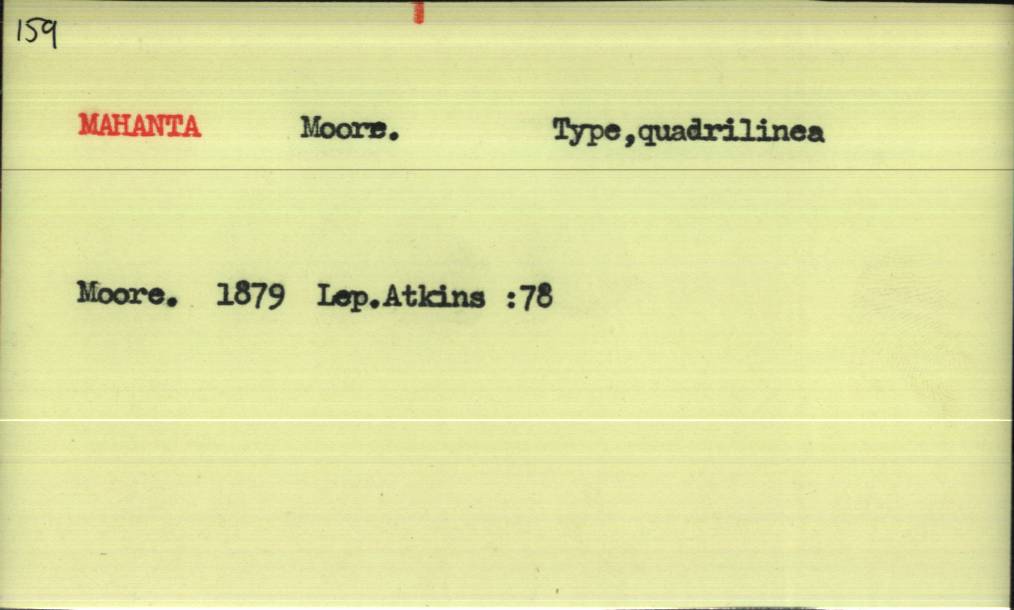 159
MAHANTA Moore. Type,quadrilinea
Moore. 1879 Lep.Atkins :78